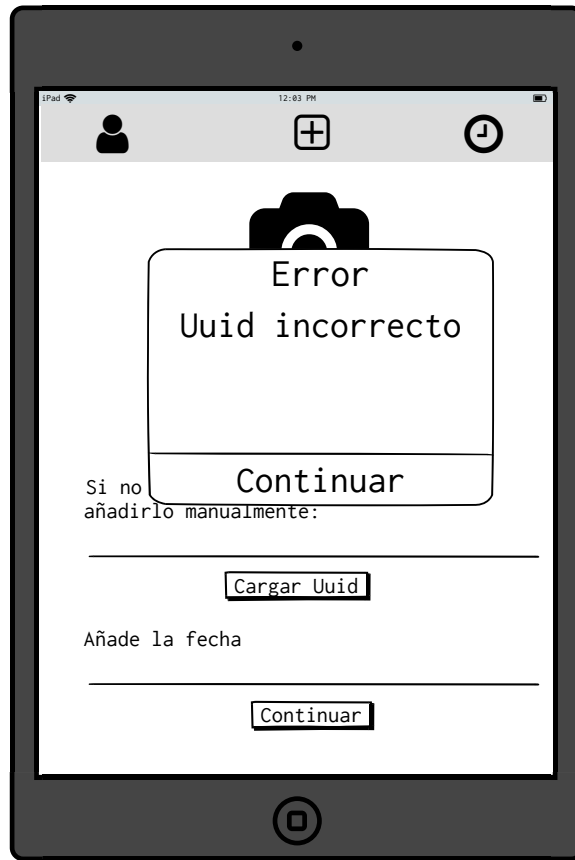 iPad 12:03 PM
Error
Uuid incorrecto
Continuar
Si no
añadirlo manualmente:
Cargar Uuid
Añade la fecha
Continuar